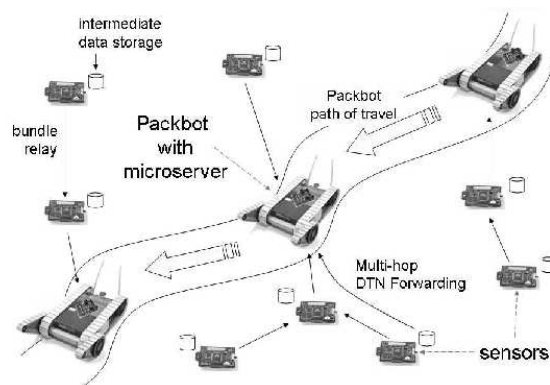 intermediate
data storage
Packbot
path of travel
bundle
relay
Packbot
with
microserver
Multi-hop
DTN Forwarding
sensors